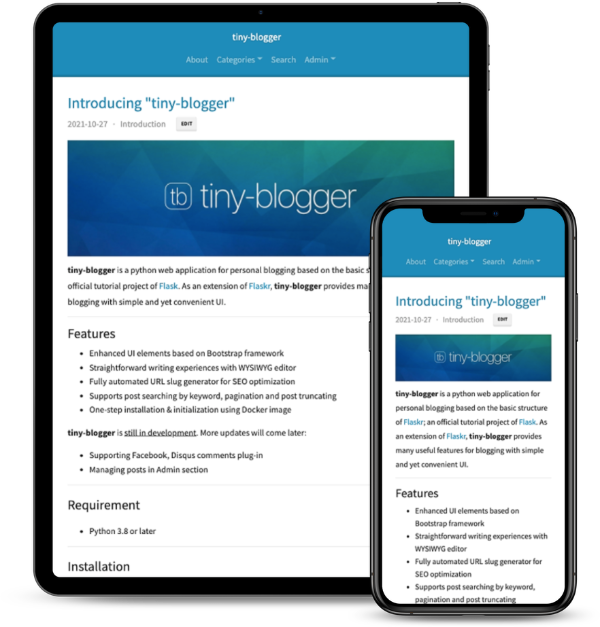 tiny-blogger
About Categories Search Admin
Introducing "tiny-blogger"
2021-10-27 · Introduction EDIT
tb tiny-blogger
tiny-blogger is a python web application for personal blogging based on the basic
official tutorial project of Flask. As an extension of Flaskr, tiny-blogger provides
blogging with simple and yet convenient UI.
Features
• Enhanced UI elements based on Bootstrap framework
• Straightforward writing experiences with WYSIWYG editor
• Fully automated URL slug generator for SEO optimization
• Supports post searching by keyword, pagination and post truncating
• One-step installation & initialization using Docker image
tiny-blogger is still in development. More updates will come later:
• Supporting Facebook, Disqus comments plug-in
• Managing posts in Admin section
Requirement
• Python 3.8 or later
Installation
tiny-blogger
About Categories Search Admin
Introducing "tiny-blogger"
2021-10-27 · Introduction EDIT
tb tiny-blogger
tiny-blogger is a python web application for
personal blogging based on the basic structure
of Flaskr; an official tutorial project of Flask. As
an extension of Flaskr, tiny-blogger provides
many useful features for blogging with simple
and yet convenient UI.
Features
• Enhanced UI elements based on
Bootstrap framework
• Straightforward writing experiences with
WYSIWYG editor
• Fully automated URL slug generator for
SEO optimization
• Supports post searching by keyword,
pagination and post truncating